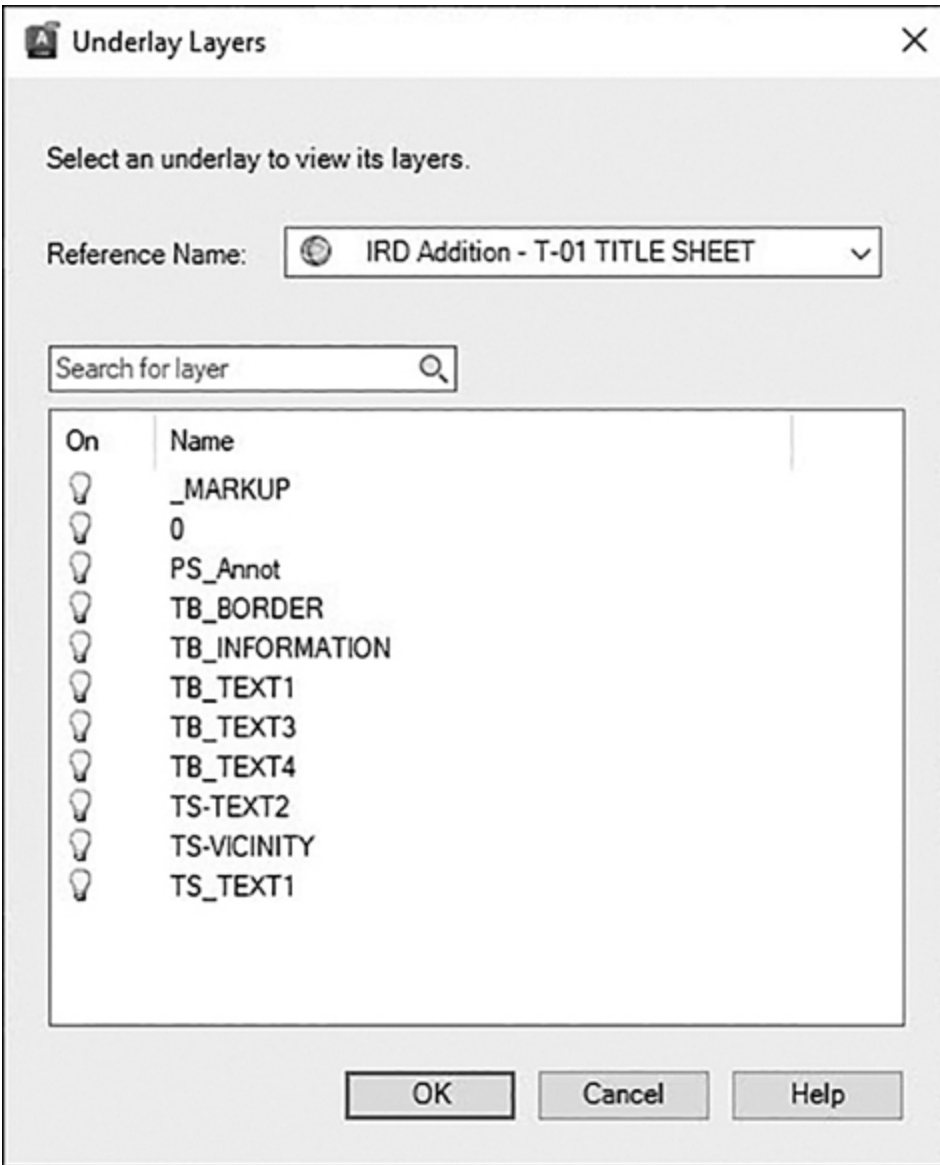 Underlay Layers
Select an underlay to view its layers.
Reference Name: IRD Addition - T-01 TITLE SHEET
Search for layer
On Name
_MARKUP
0
PS_Annot
TB_BORDER
TB_INFORMATION
TB_TEXT1
TB_TEXT3
TB_TEXT4
TS-TEXT2
TS-VICINITY
TS_TEXT1
OK Cancel Help